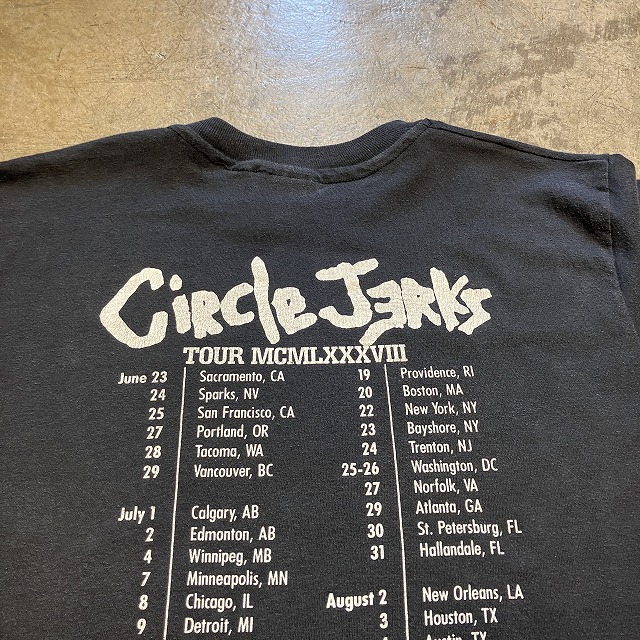 Circle Jerks
TOUR MCMLXXXVIII
June 23 Sacramento, CA
24 Sparks, NV
25 San Francisco, CA
27 Portland, OR
28 Tacoma, WA
29 Vancouver, BC
July 1 Calgary, AB
2 Edmonton, AB
4 Winnipeg, MB
7 Minneapolis, MN
8 Chicago, IL
9 Detroit, MI
19 Providence, RI
20 Boston, MA
22 New York, NY
23 Bayshore, NY
24 Trenton, NJ
25-26 Washington, DC
27 Norfolk, VA
29 Atlanta, GA
30 St. Petersburg, FL
31 Hallandale, FL
August 2 New Orleans, LA
3 Houston, TX
4 Austin, TX